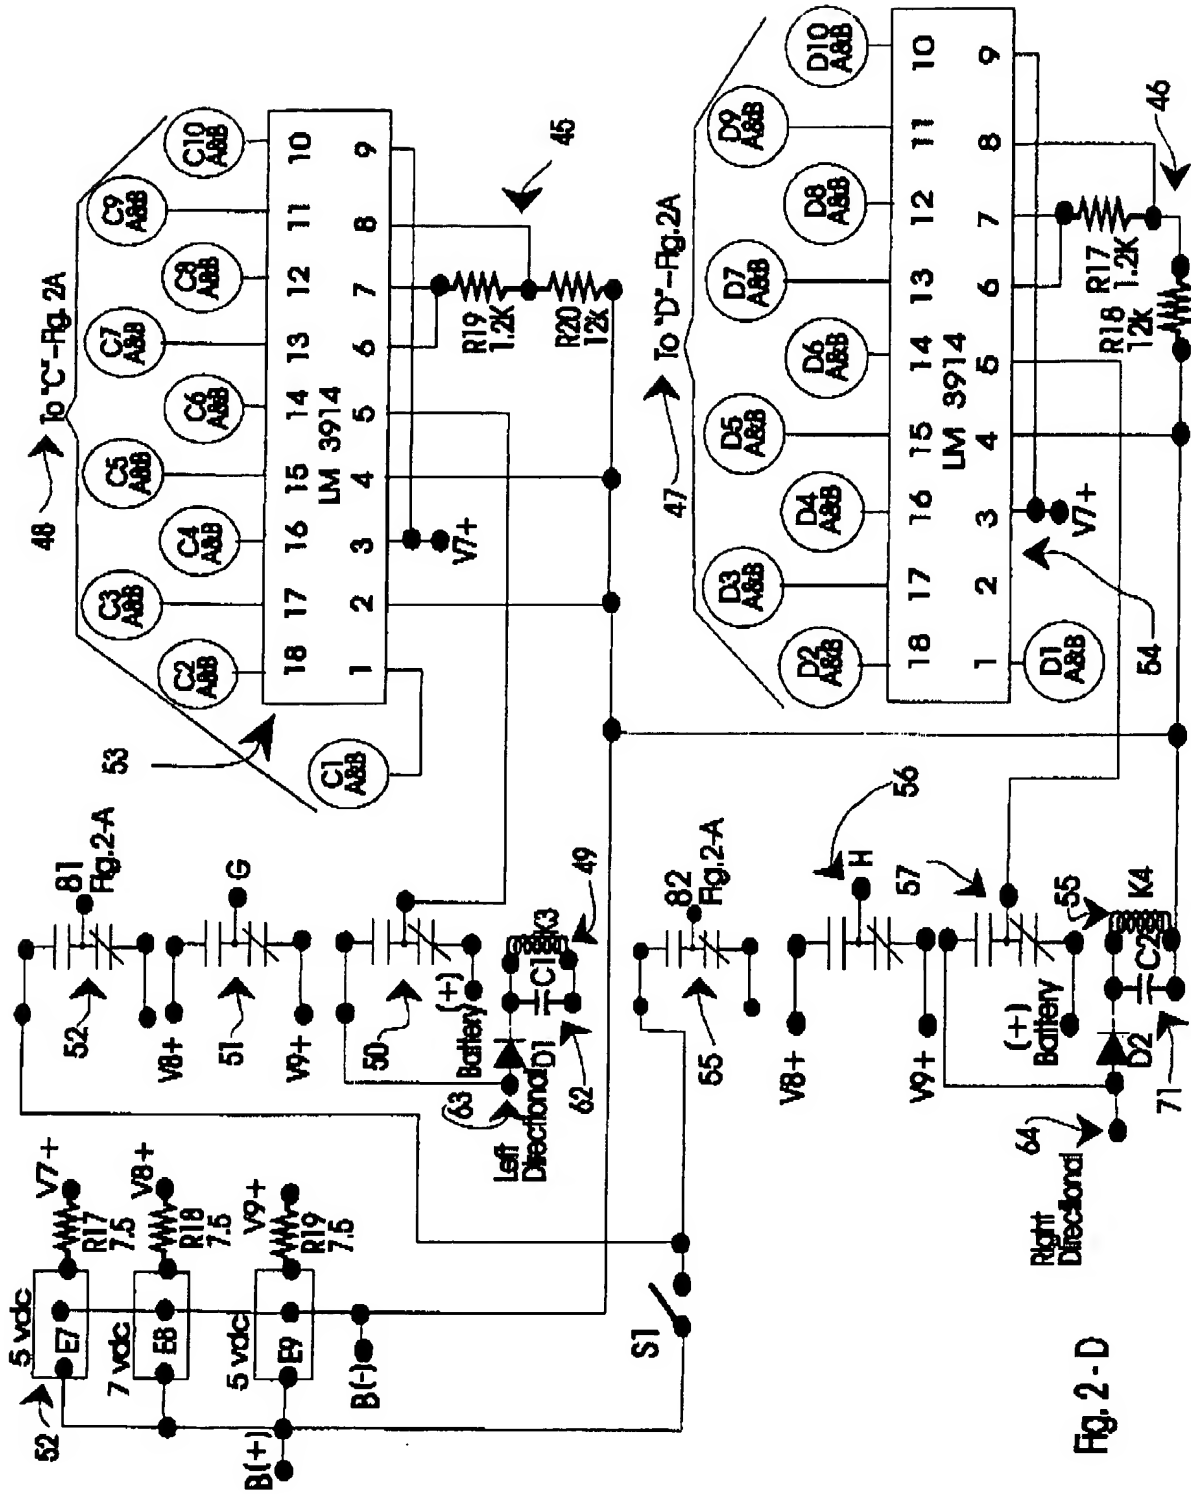 52
5 vdc
E7
V7+
R17
7.5
7 vdc
E8
V8+
R18
7.5
5 vdc
E9
V9+
R19
7.5
B(+)
B(-)
S1
52
81
Fig.2-A
V8+
51
G
V9+
50
(+)
Battery
63
Left
Directional
D1
C1
K3
49
62
48
To "C"-Fig. 2A
C1
A&B
C2
A&B
C3
A&B
C4
A&B
C5
A&B
C6
A&B
C7
A&B
C8
A&B
C9
A&B
C10
A&B
53
18 17 16 15 14 13 12 11 10
LM 3914
1 2 3 4 5 6 7 8 9
V7+
R19
1.2K
R20
12k
45
55
82
Fig.2-A
V8+
56
H
V9+
57
(+)
Battery
55
K4
C2
D2
71
64
Right
Directional
47
To "D"-Fig.2A
D2
A&B
D3
A&B
D4
A&B
D5
A&B
D6
A&B
D7
A&B
D8
A&B
D9
A&B
D10
A&B
18 17 16 15 14 13 12 11 10
LM 3914
1 2 3 4 5 6 7 8 9
D1
A&B
54
V7+
R17
1.2K
R18
12K
46
Fig. 2-D